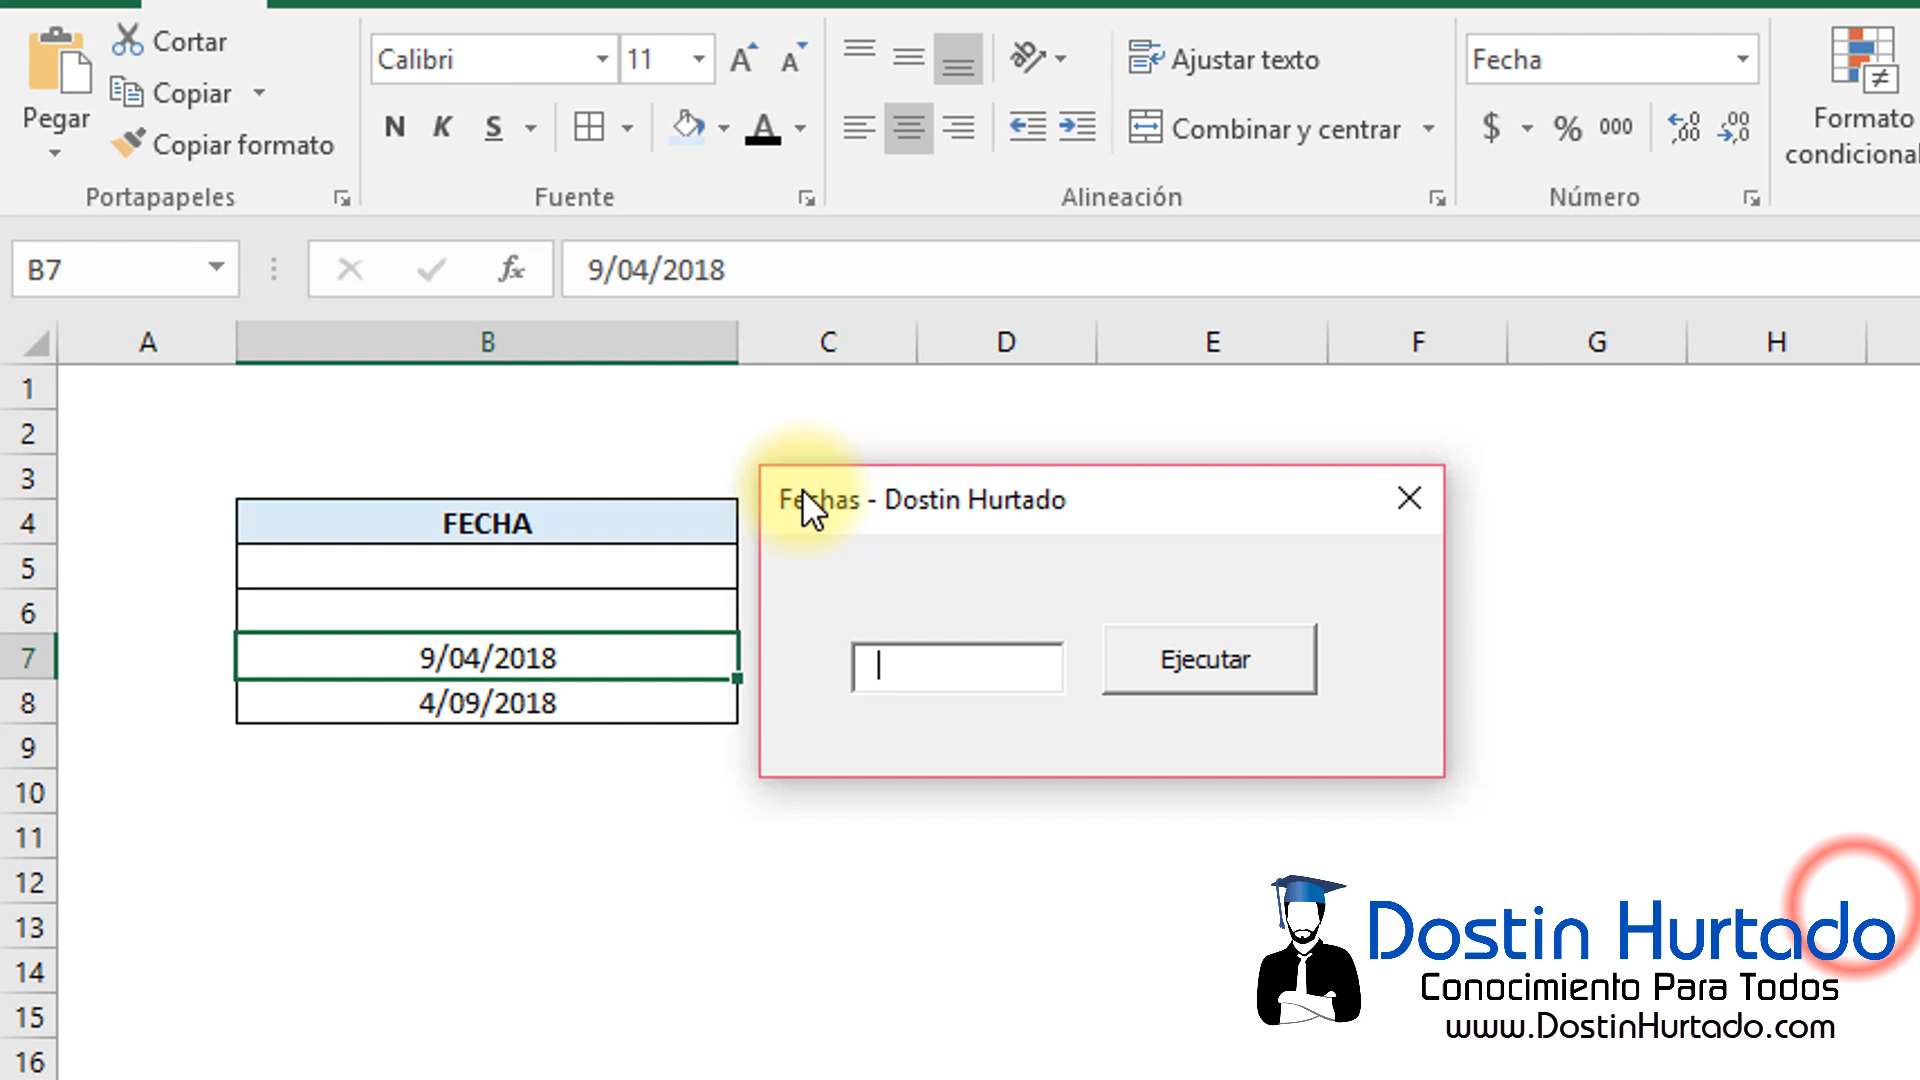 Cortar
Copiar
Copiar formato
Pegar
Portapapeles
Calibri
11
A A
N K S
A
Fuente
Ajustar texto
Combinar y centrar
Alineación
Fecha
$ % 000
,00 ,00
Número
Formato
condicional
B7
fx
9/04/2018
A B C D E F G H
1
2
3
4 FECHA
5
6
7 9/04/2018
8 4/09/2018
9
10
11
12
13
14
15
16
Fechas - Dostin Hurtado
Ejecutar
Dostin Hurtado
Conocimiento Para Todos
www.DostinHurtado.com